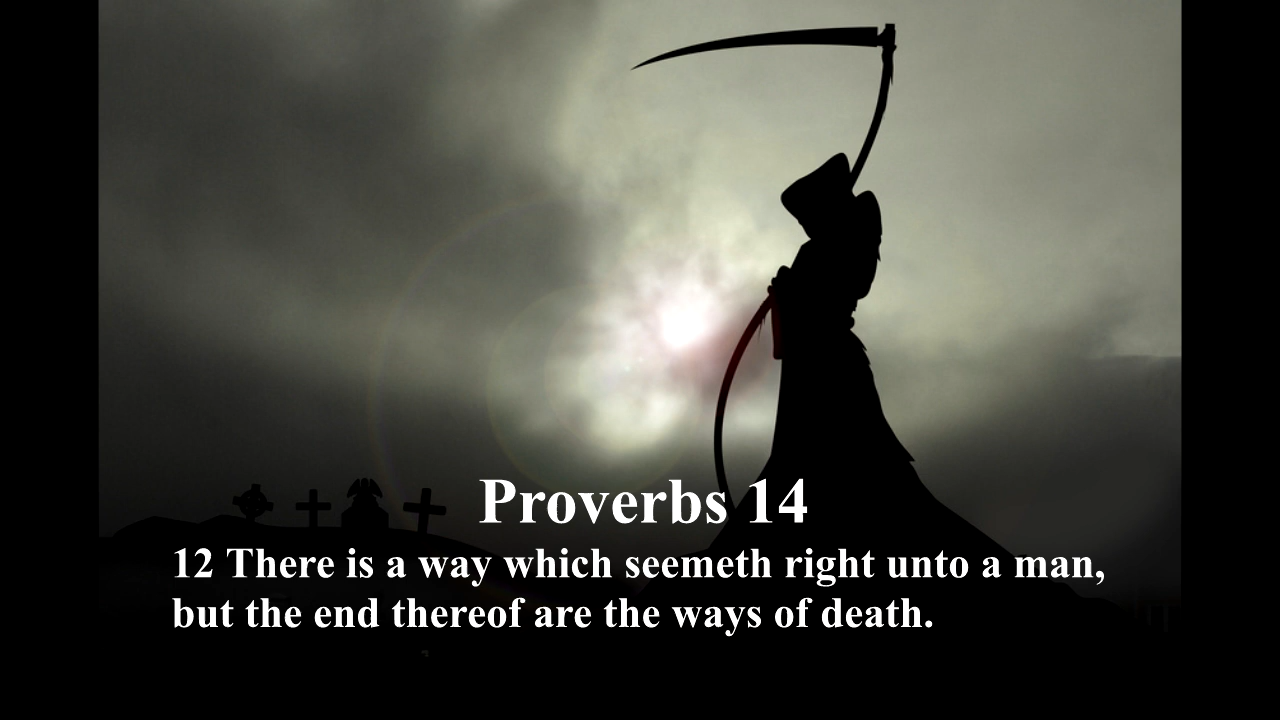 Proverbs 14
12 There is a way which seemeth right unto a man,
but the end thereof are the ways of death.